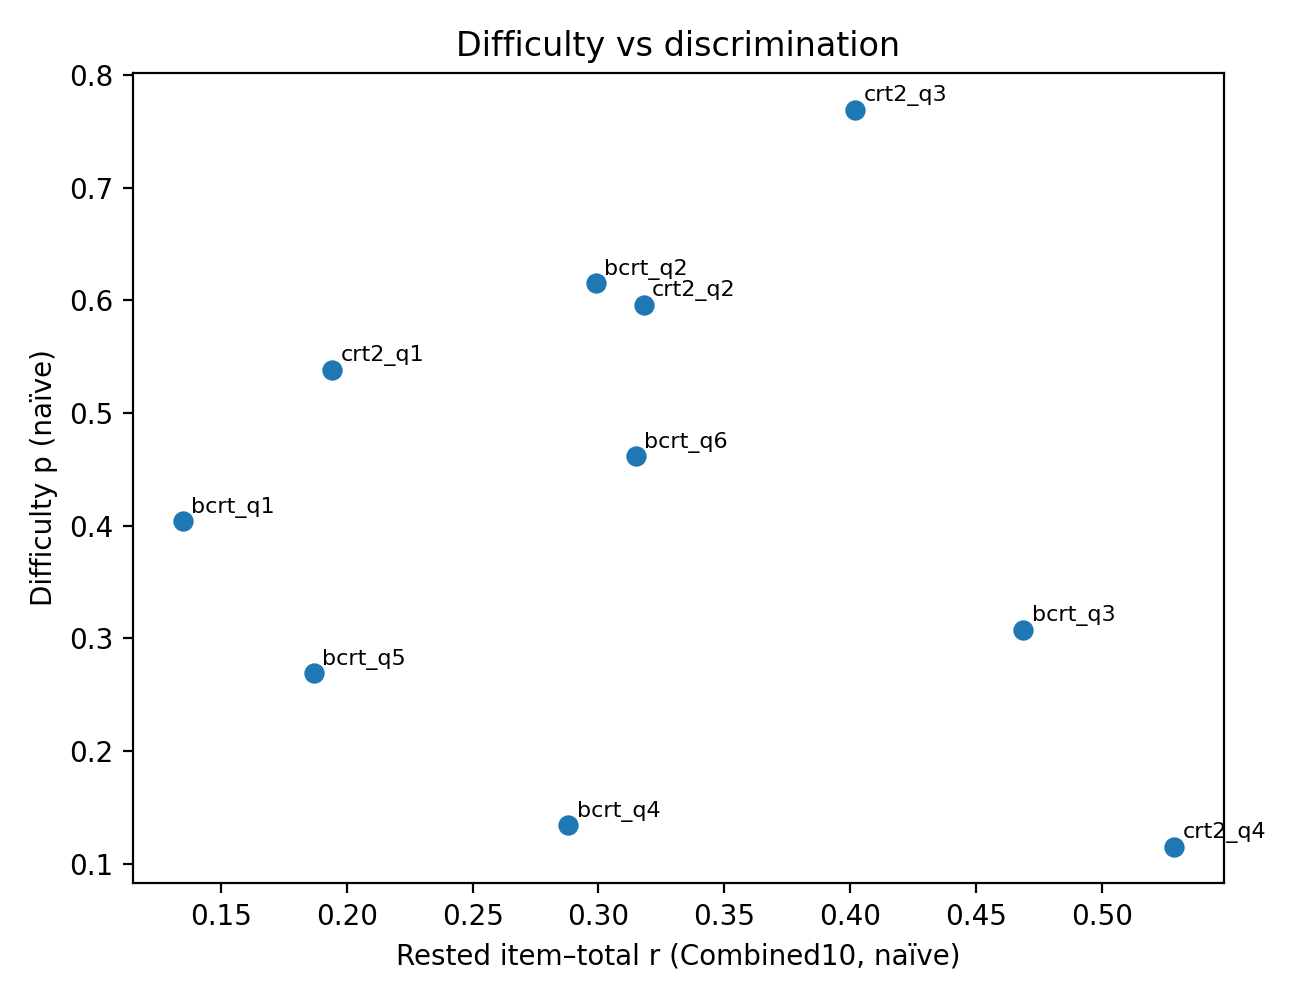 Difficulty vs discrimination
0.8
0.7
0.6
0.5
0.4
0.3
0.2
0.1
Difficulty p (naïve)
crt2_q3
bcrt_q2
crt2_q2
crt2_q1
bcrt_q6
bcrt_q1
bcrt_q3
bcrt_q5
bcrt_q4
crt2_q4
0.15 0.20 0.25 0.30 0.35 0.40 0.45 0.50
Rested item–total r (Combined10, naïve)